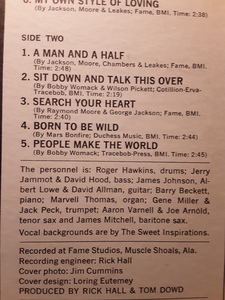 6. MY OWN STYLE OF LOVING
(By Jackson, Moore & Leakes; Fame, BMI. Time: 2:38)
SIDE TWO
1. A MAN AND A HALF
(By Jackson, Moore, Chambers & Leakes; Fame, BMI.
Time: 2:48)
2. SIT DOWN AND TALK THIS OVER
(By Bobby Womack & Wilson Pickett; Cotillion-Erva-
Tracebob, BMI. Time: 2:19)
3. SEARCH YOUR HEART
(By Raymond Moore & George Jackson; Fame, BMI.
Time: 2:40)
4. BORN TO BE WILD
(By Mars Bonfire; Duchess Music, BMI. Time: 2:44)
5. PEOPLE MAKE THE WORLD
(By Bobby Womack; Tracebob-Press, BMI. Time: 2:45)
The personnel is: Roger Hawkins, drums; Jerry
Jammot & David Hood, bass; James Johnson, Al-
bert Lowe & David Allman, guitar; Barry Beckett,
piano; Marvell Thomas, organ; Gene Miller &
Jack Peck, trumpet; Aaron Varnell & Joe Arnold,
tenor sax and James Mitchell, baritone sax.
Vocal backgrounds are by The Sweet Inspirations.
Recorded at Fame Studios, Muscle Shoals, Ala.
Recording engineer: Rick Hall
Cover photo: Jim Cummins
Cover design: Loring Eutemey
PRODUCED BY RICK HALL & TOM DOWD